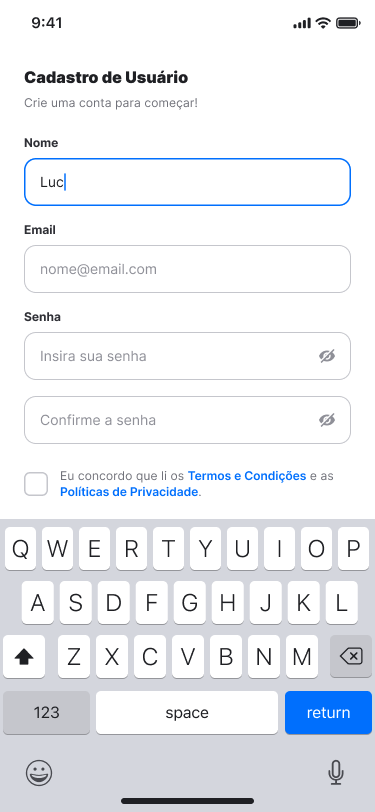 9:41
Cadastro de Usuário
Crie uma conta para começar!
Nome
Luc
Email
nome@email.com
Senha
Insira sua senha
Confirme a senha
Eu concordo que li os Termos e Condições e as
Políticas de Privacidade.
Q W E R T Y U I O P
A S D F G H J K L
Z X C V B N M
123 space return